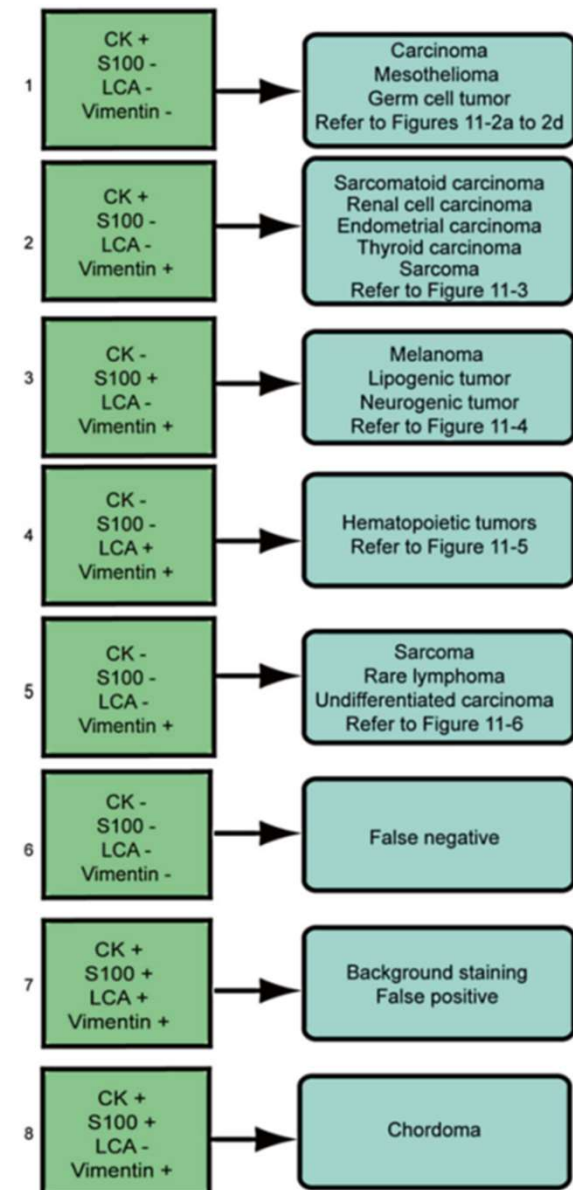 1
CK +
S100 -
LCA -
Vimentin -
Carcinoma
Mesothelioma
Germ cell tumor
Refer to Figures 11-2a to 2d
2
CK +
S100 -
LCA -
Vimentin +
Sarcomatoid carcinoma
Renal cell carcinoma
Endometrial carcinoma
Thyroid carcinoma
Sarcoma
Refer to Figure 11-3
3
CK -
S100 +
LCA -
Vimentin +
Melanoma
Lipogenic tumor
Neurogenic tumor
Refer to Figure 11-4
4
CK -
S100 -
LCA +
Vimentin +
Hematopoietic tumors
Refer to Figure 11-5
5
CK -
S100 -
LCA -
Vimentin +
Sarcoma
Rare lymphoma
Undifferentiated carcinoma
Refer to Figure 11-6
6
CK -
S100 -
LCA -
Vimentin -
False negative
7
CK +
S100 +
LCA +
Vimentin +
Background staining
False positive
8
CK +
S100 +
LCA -
Vimentin +
Chordoma